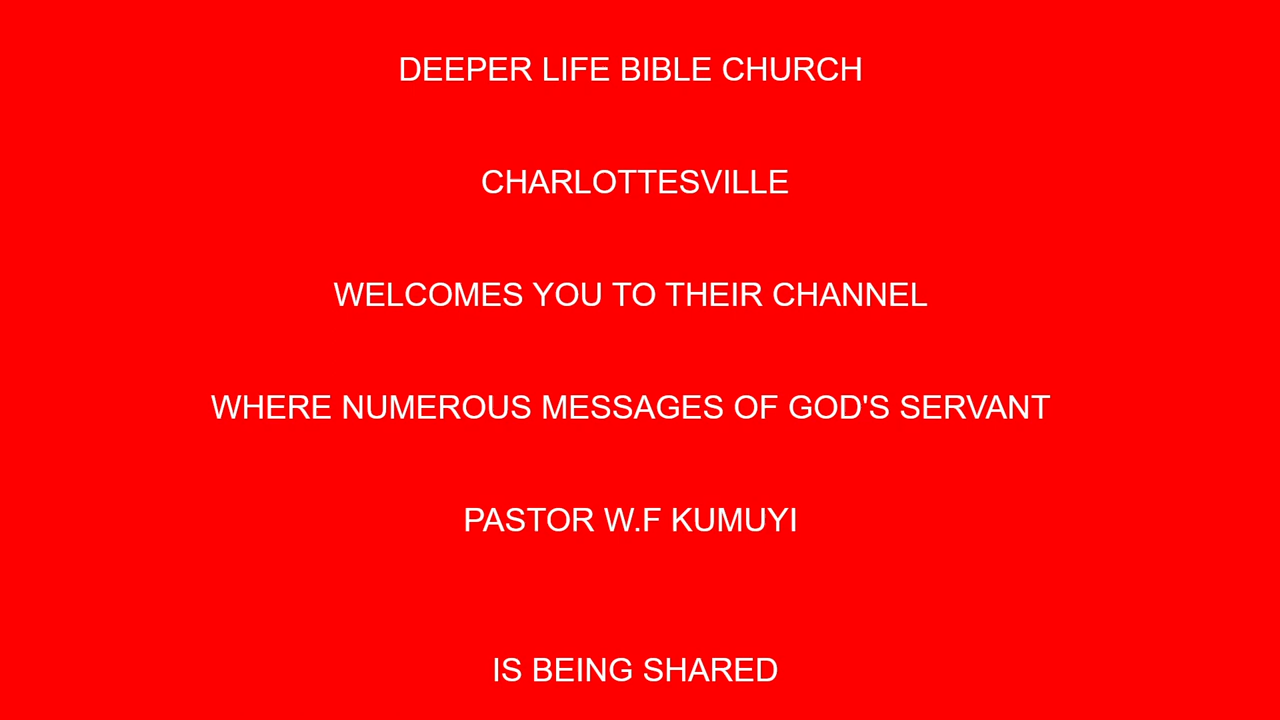 DEEPER LIFE BIBLE CHURCH
CHARLOTTESVILLE
WELCOMES YOU TO THEIR CHANNEL
WHERE NUMEROUS MESSAGES OF GOD'S SERVANT
PASTOR W.F KUMUYI
IS BEING SHARED